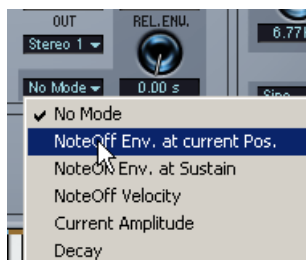 OUT REL.ENV.
Stereo 1
6.77
No Mode 0.00 s
Sine
No Mode
NoteOff Env. at current Pos.
NoteOff Env. at Sustain
NoteOff Velocity
Current Amplitude
Decay